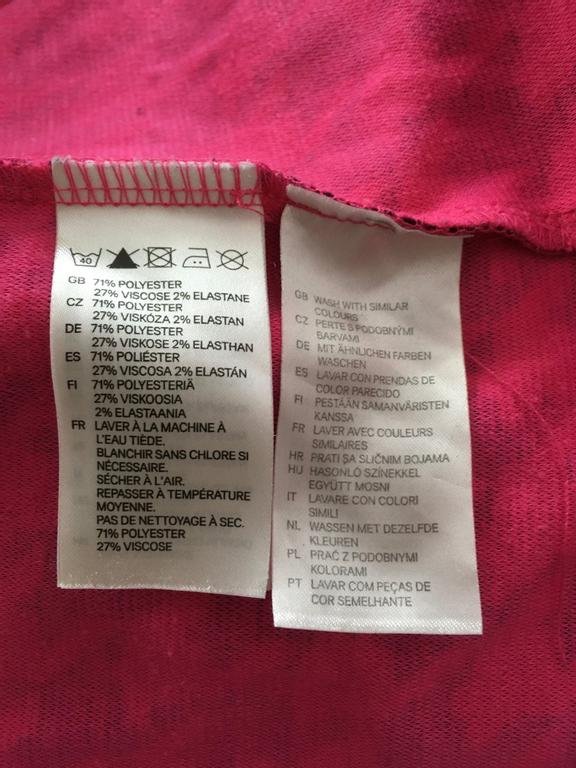 40
GB 71% POLYESTER
27% VISCOSE 2% ELASTANE
CZ 71% POLYESTER
27% VISKÓZA 2% ELASTAN
DE 71% POLYESTER
27% VISKOSE 2% ELASTHAN
ES 71% POLIÉSTER
27% VISCOSA 2% ELASTÁN
FI 71% POLYESTERIÄ
27% VISKOOSIA
2% ELASTAANIA
FR LAVER À LA MACHINE À
L'EAU TIÈDE.
BLANCHIR SANS CHLORE SI
NÉCESSAIRE.
SÉCHER À L'AIR.
REPASSER À TEMPÉRATURE
MOYENNE.
PAS DE NETTOYAGE À SEC.
71% POLYESTER
27% VISCOSE
GB WASH WITH SIMILAR
COLOURS
CZ PERTE S PODOBNÝMI
BARVAMI
DE MIT ÄHNLICHEN FARBEN
WASCHEN
ES LAVAR CON PRENDAS DE
COLOR PARECIDO
FI PESTÄÄN SAMANVÄRISTEN
KANSSA
FR LAVER AVEC COULEURS
SIMILAIRES
HR PRATI SA SLIČNIM BOJAMA
HU HASONLÓ SZÍNEKKEL
EGYÜTT MOSNI
IT LAVARE CON COLORI
SIMILI
NL WASSEN MET DEZELFDE
KLEUREN
PL PRAĆ Z PODOBNYMI
KOLORAMI
PT LAVAR COM PEÇAS DE
COR SEMELHANTE